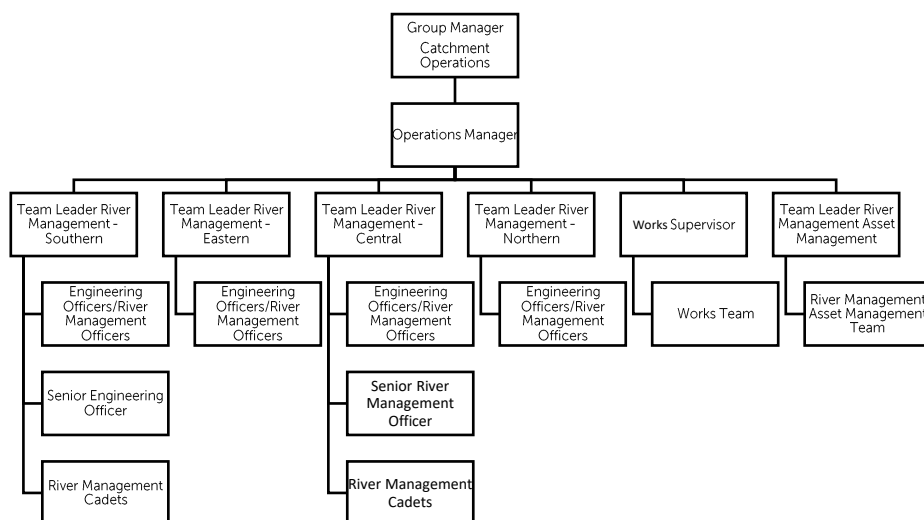 Group Manager
Catchment
Operations
Operations Manager
Team Leader River
Management -
Southern
Team Leader River
Management -
Eastern
Team Leader River
Management -
Central
Team Leader River
Management -
Northern
Works Supervisor
Team Leader River
Management Asset
Management
Engineering
Officers/River
Management
Officers
Engineering
Officers/River
Management
Officers
Engineering
Officers/River
Management
Officers
Engineering
Officers/River
Management
Officers
Works Team
River Management
Asset Management
Team
Senior Engineering
Officer
Senior River
Management
Officer
River Management
Cadets
River Management
Cadets